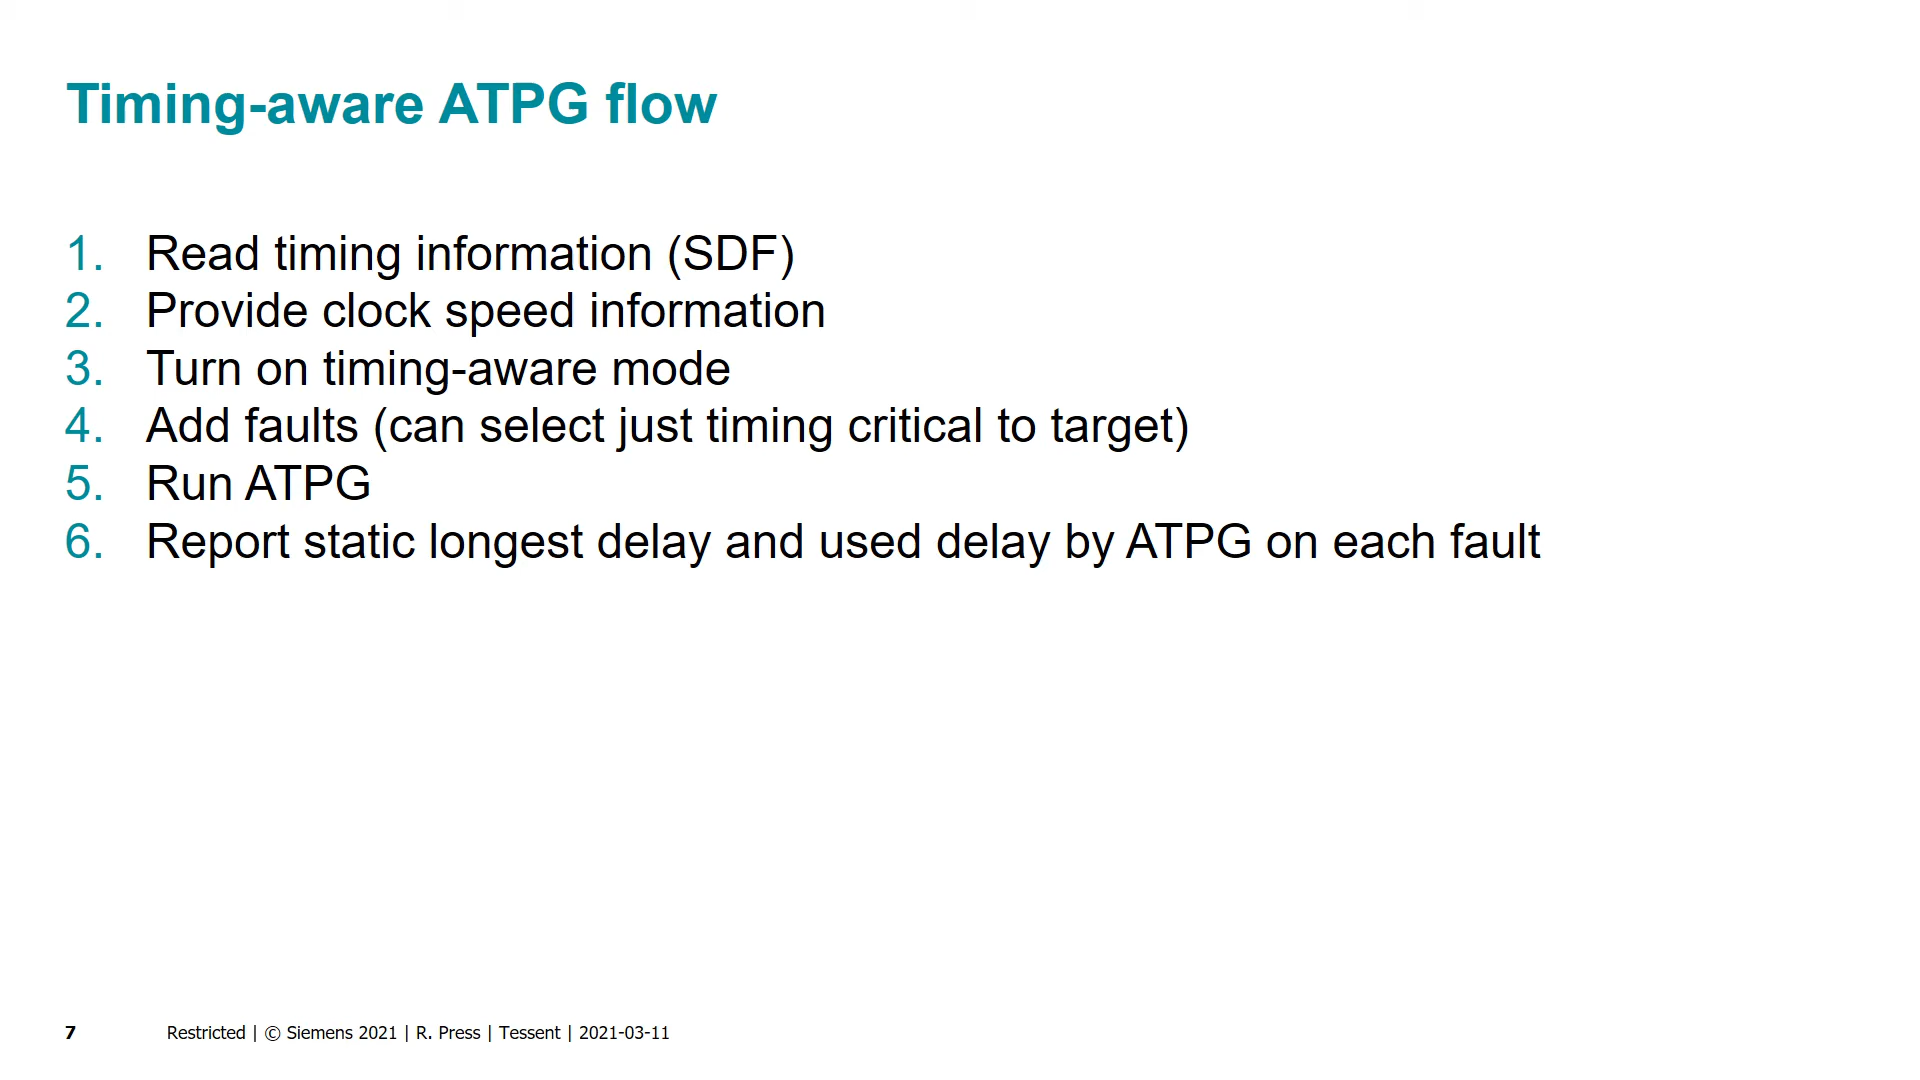 Timing-aware ATPG flow
1. Read timing information (SDF)
2. Provide clock speed information
3. Turn on timing-aware mode
4. Add faults (can select just timing critical to target)
5. Run ATPG
6. Report static longest delay and used delay by ATPG on each fault
7 Restricted | © Siemens 2021 | R. Press | Tessent | 2021-03-11